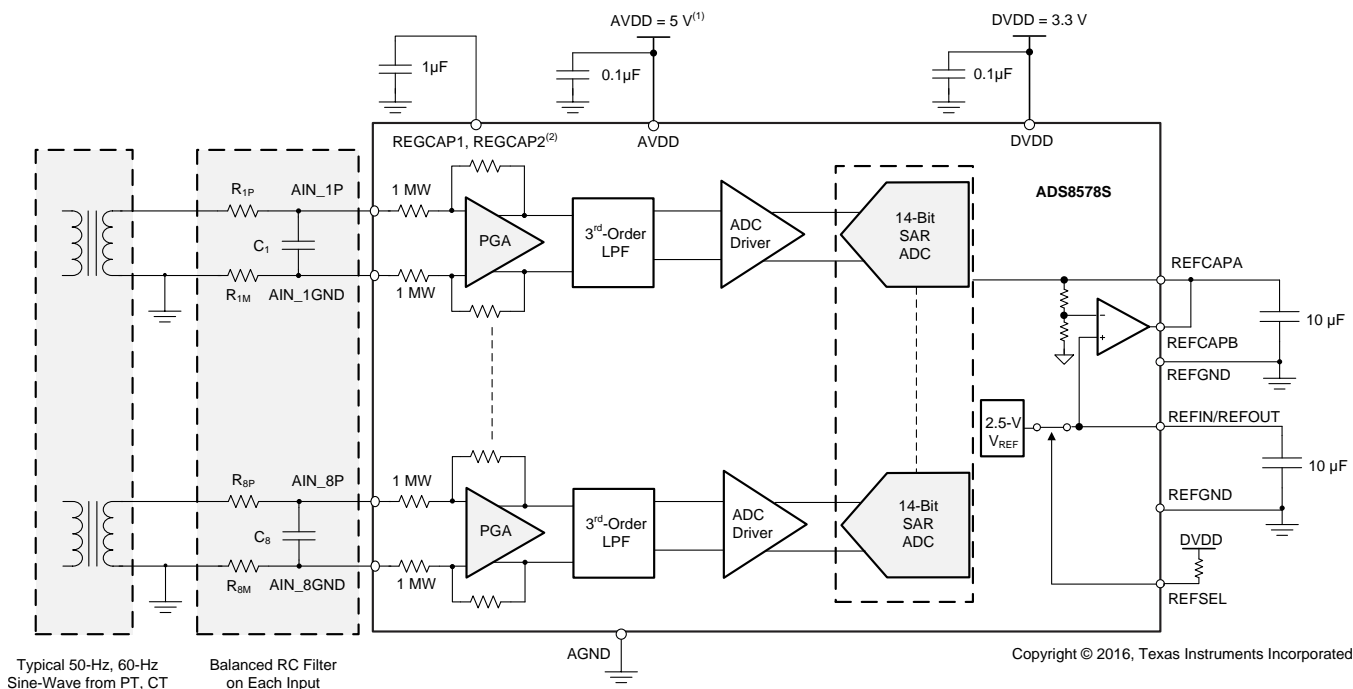 AVDD = 5 V(1)
DVDD = 3.3 V
1µF
0.1µF
0.1µF
REGCAP1, REGCAP2(2)
AVDD
DVDD
ADS8578S
R1P
AIN_1P
1 MW
PGA
3rd-Order
LPF
ADC
Driver
14-Bit
SAR
ADC
C1
R1M
AIN_1GND
1 MW
REFCAPA
10 µF
REFCAPB
REFGND
2.5-V
VREF
REFIN/REFOUT
10 µF
REFGND
R8P
AIN_8P
1 MW
PGA
3rd-Order
LPF
ADC
Driver
14-Bit
SAR
ADC
C8
R8M
AIN_8GND
1 MW
DVDD
REFSEL
AGND
Typical 50-Hz, 60-Hz
Sine-Wave from PT, CT
Balanced RC Filter
on Each Input
Copyright © 2016, Texas Instruments Incorporated